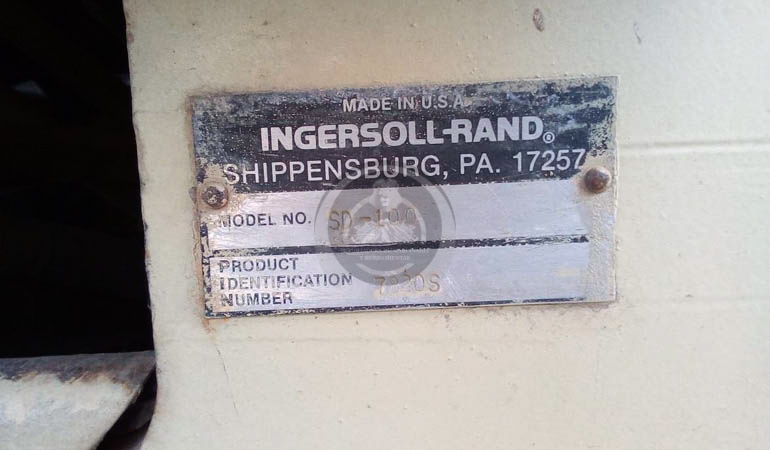 MADE IN U.S.A
INGERSOLL-RAND®
SHIPPENSBURG, PA. 17257
MODEL NO. SD-100
PRODUCT
IDENTIFICATION
NUMBER